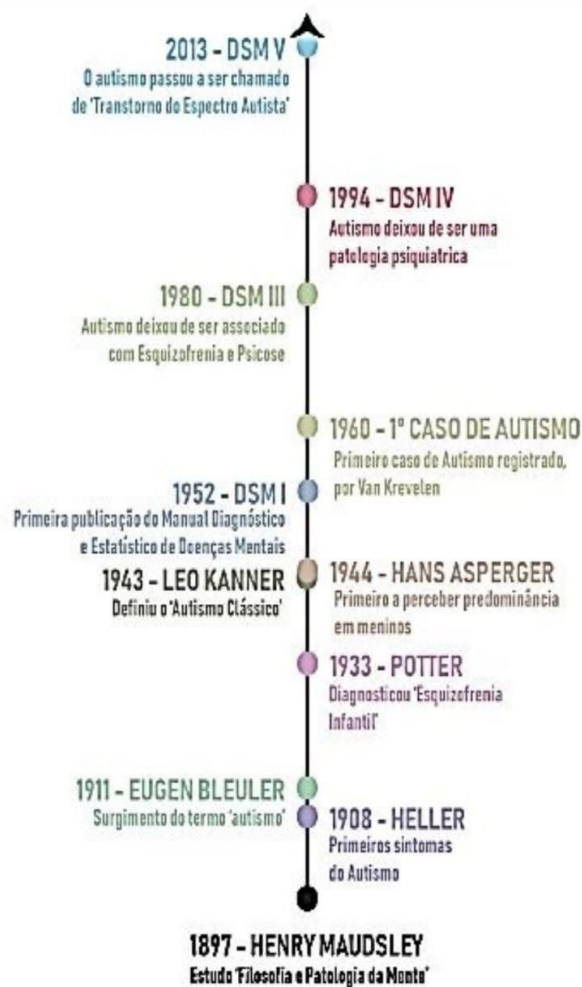 2013 - DSM V
O autismo passou a ser chamado
de 'Transtorno do Espectro Autista'
1994 - DSM IV
Autismo deixou de ser uma
patologia psiquiatrica
1980 - DSM III
Autismo deixou de ser associado
com Esquizofrenia e Psicose
1960 - 1º CASO DE AUTISMO
Primeiro caso de Autismo registrado,
por Van Krevelen
1952 - DSM I
Primeira publicação do Manual Diagnóstico
e Estatístico de Doenças Mentais
1943 - LEO KANNER
Definiu o 'Autismo Clássico'
1944 - HANS ASPERGER
Primeiro a perceber predominância
em meninos
1933 - POTTER
Diagnosticou 'Esquizofrenia
Infantil'
1911 - EUGEN BLEULER
Surgimento do termo 'autismo'
1908 - HELLER
Primeiros sintomas
do Autismo
1897 - HENRY MAUDSLEY
Estudo 'Filosofia e Patologia da Monte'